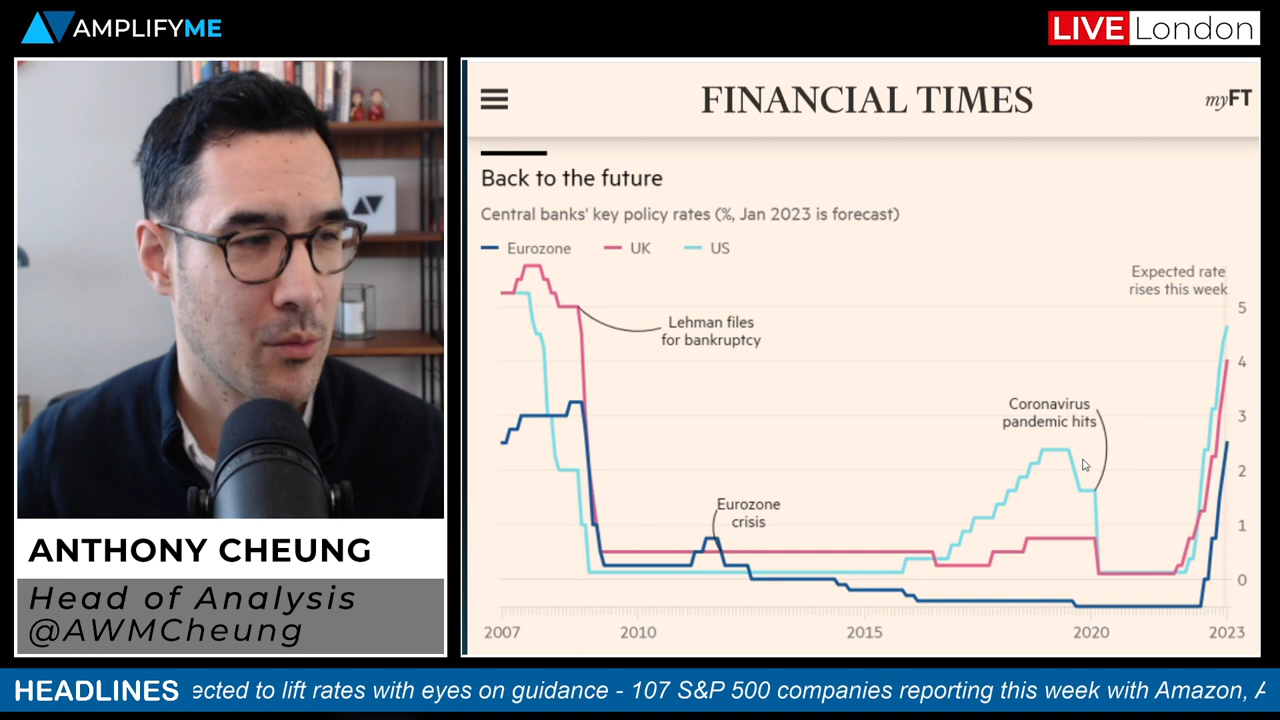 AMPLIFYME
LIVE London
FINANCIAL TIMES
myFT
Back to the future
Central banks' key policy rates (%, Jan 2023 is forecast)
Eurozone UK US
Expected rate
rises this week
5
Lehman files
for bankruptcy
4
Coronavirus
pandemic hits
3
2
Eurozone
crisis
1
0
2007 2010 2015 2020 2023
ANTHONY CHEUNG
Head of Analysis
@AWMCheung
HEADLINES ected to lift rates with eyes on guidance - 107 S&P 500 companies reporting this week with Amazon, A